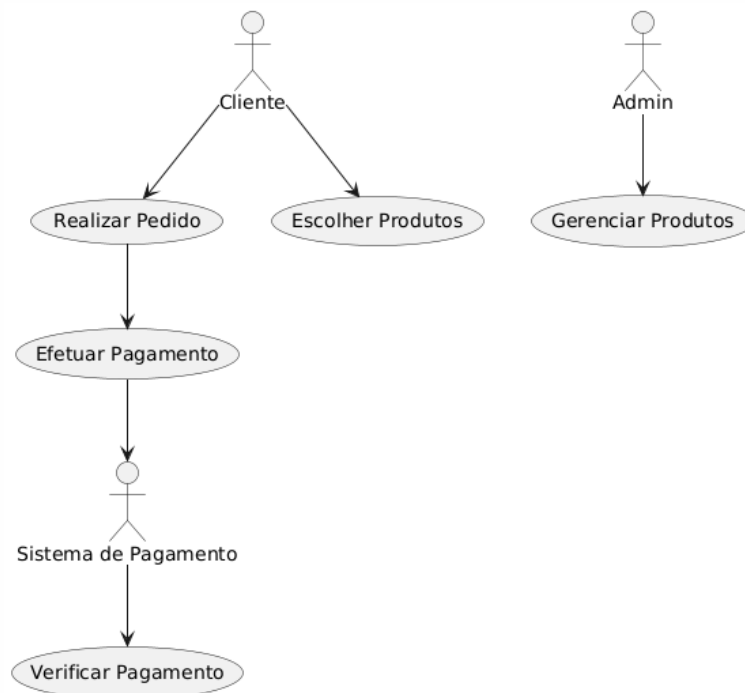 Cliente
Admin
Realizar Pedido
Escolher Produtos
Gerenciar Produtos
Efetuar Pagamento
Sistema de Pagamento
Verificar Pagamento